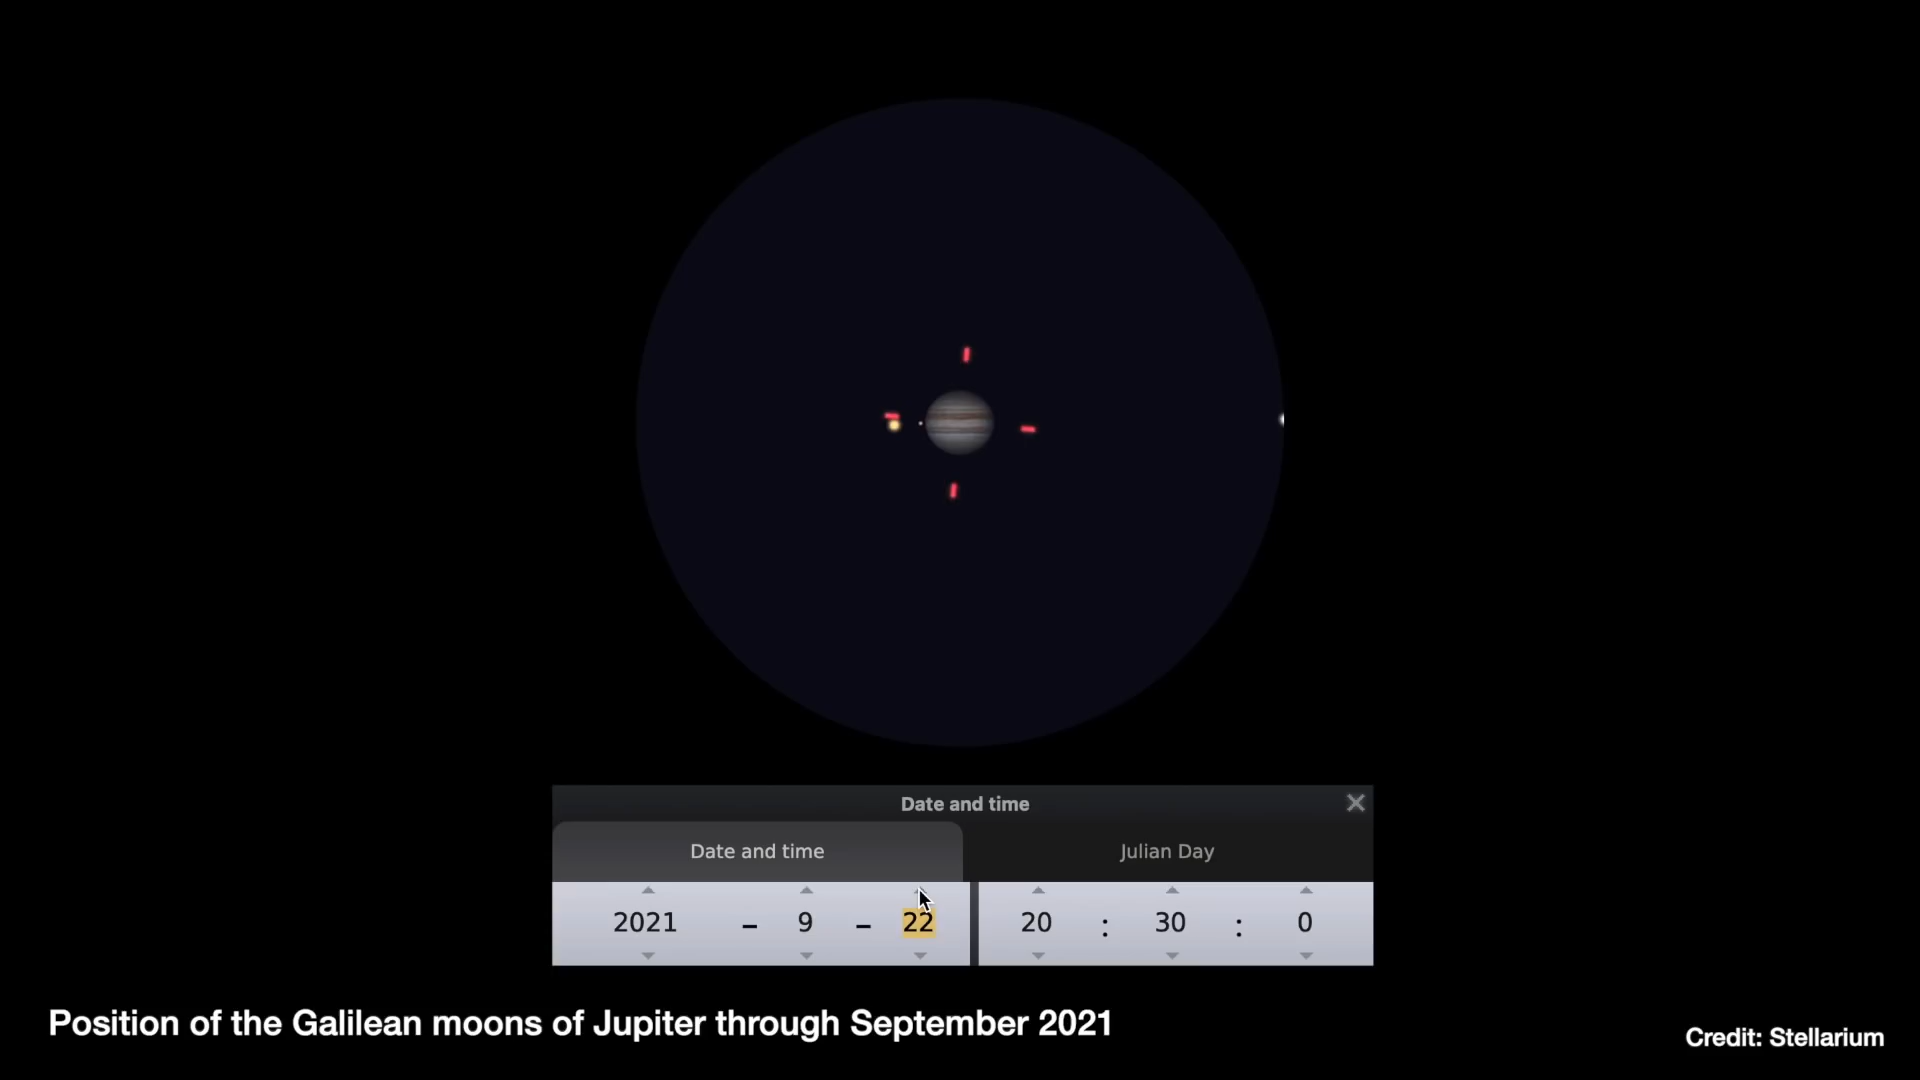 Date and time
Date and time
Julian Day
2021 – 9 – 22 20 : 30 : 0
Position of the Galilean moons of Jupiter through September 2021
Credit: Stellarium